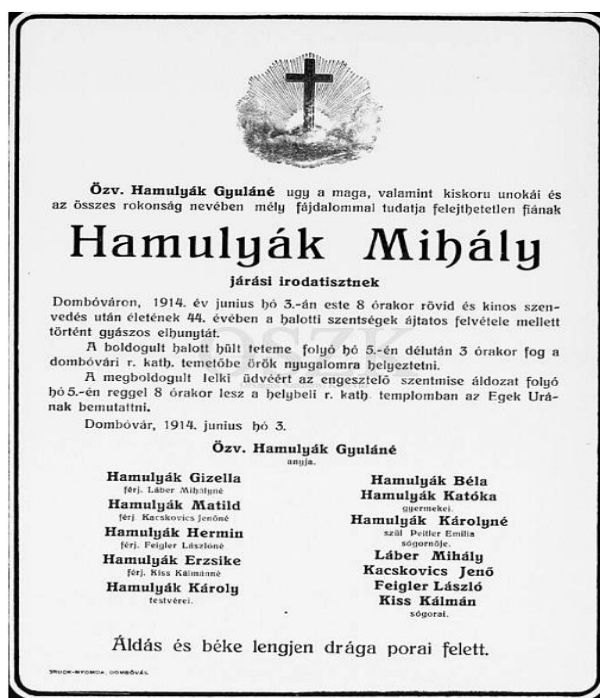 Özv. Hamulyák Gyuláné ugy a maga, valamint kiskoru unokái és
az összes rokonság nevében mély fájdalommal tudatja felejthetetlen fiának
Hamulyák Mihály
járási irodatisztnek
Dombóváron, 1914. év junius hó 3.-án este 8 órakor rövid és kinos szen-
vedés után életének 44. évében a halotti szentségek ájtatos felvétele mellett
történt gyászos elhunytát.
A boldogult halott hült teteme folyó hó 5.-én délután 3 órakor fog a
dombóvári r. kath. temetőbe örök nyugalomra helyeztetni.
A megboldogult lelki üdvéért az engesztelő szentmise áldozat folyó
hó 5.-én reggel 8 órakor lesz a helybeli r. kath. templomban az Egek Urá-
nak bemutattni.
Dombóvár, 1914. junius hó 3.
Özv. Hamulyák Gyuláné
anyja.
Hamulyák Gizella
férj. Láber Mihályné
Hamulyák Matild
férj. Kacskovics Jenőné
Hamulyák Hermin
férj. Feigler Lászlóné
Hamulyák Erzsike
férj. Kiss Kálmánné
Hamulyák Károly
testvérei.
Hamulyák Béla
Hamulyák Katóka
gyermekei.
Hamulyák Károlyné
szül Peitler Emilia
sógornője.
Láber Mihály
Kacskovics Jenő
Feigler László
Kiss Kálmán
sógorai.
Áldás és béke lengjen drága porai felett.
BRUCK-NYOMDA, DOMBÓVÁR.
OSZK